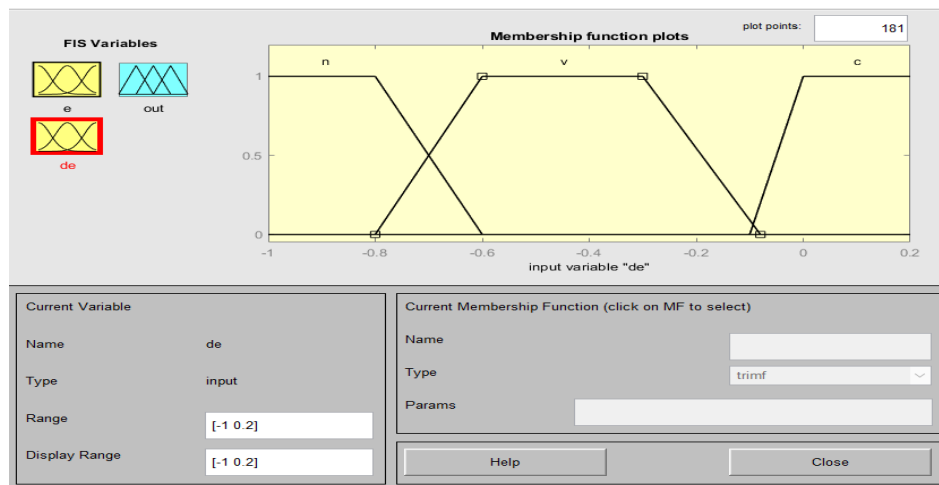 FIS Variables
e
out
de
Membership function plots
plot points:
181
n
v
c
1
0.5
0
-1
-0.8
-0.6
-0.4
-0.2
0
0.2
input variable "de"
Current Variable
Name
de
Type
input
Range
[-1 0.2]
Display Range
[-1 0.2]
Current Membership Function (click on MF to select)
Name
Type
trimf
Params
Help
Close